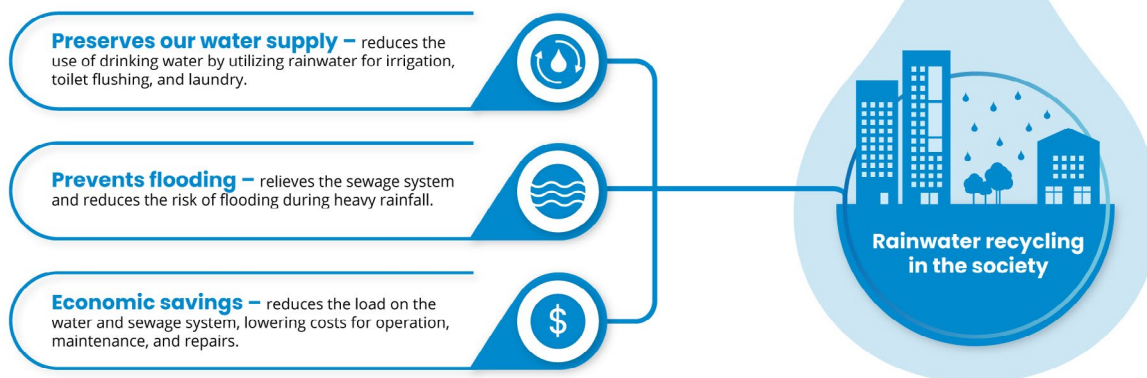 Preserves our water supply – reduces the
use of drinking water by utilizing rainwater for irrigation,
toilet flushing, and laundry.
Prevents flooding – relieves the sewage system
and reduces the risk of flooding during heavy rainfall.
Economic savings – reduces the load on the
water and sewage system, lowering costs for operation,
maintenance, and repairs.
$
Rainwater recycling
in the society